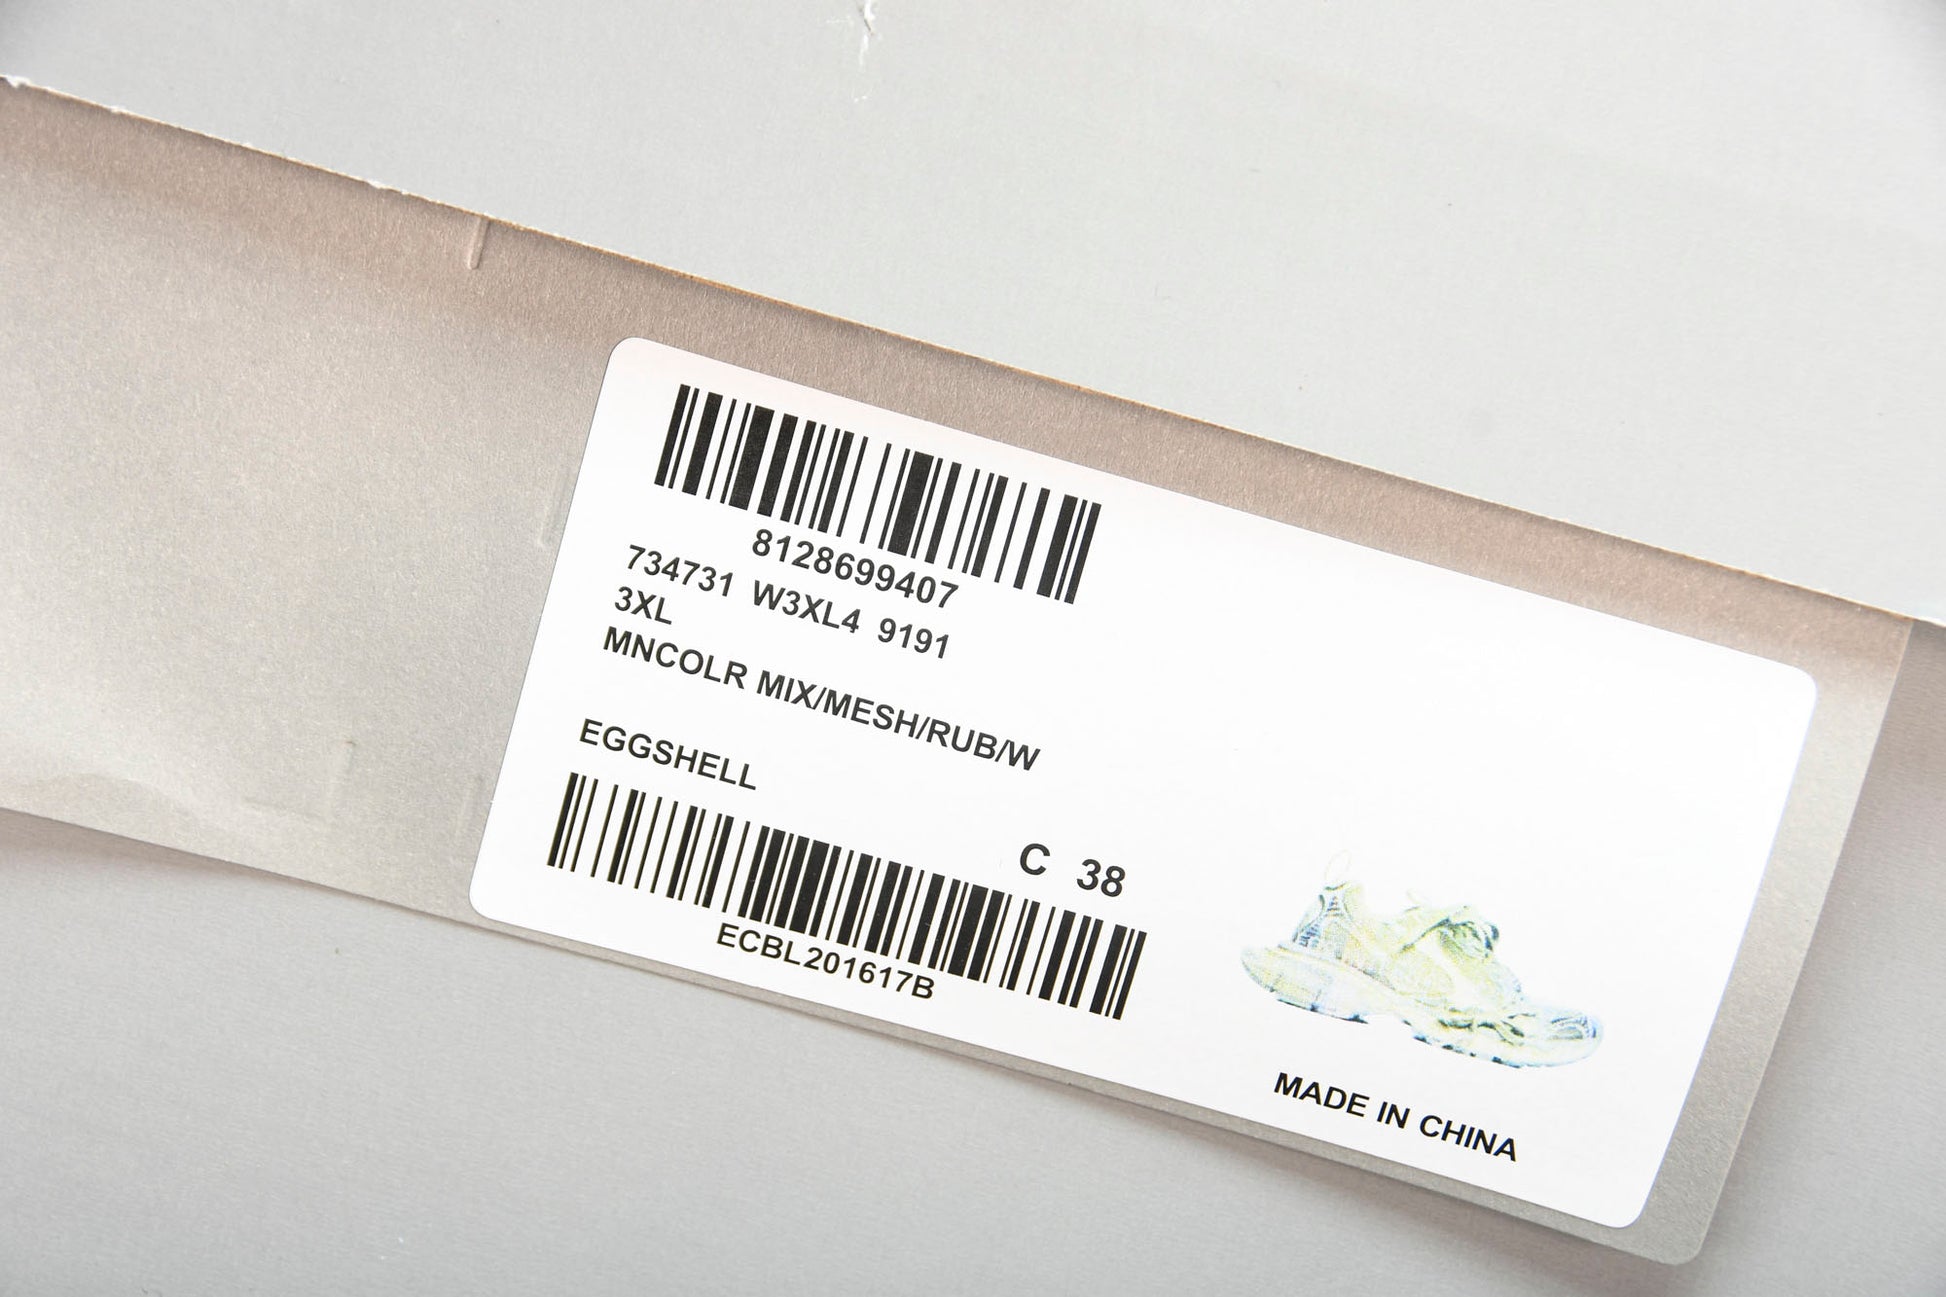 8128699407
734731 W3XL4 9191
3XL
MNCOLR MIX/MESH/RUB/W
EGGSHELL
C 38
ECBL201617B
MADE IN CHINA